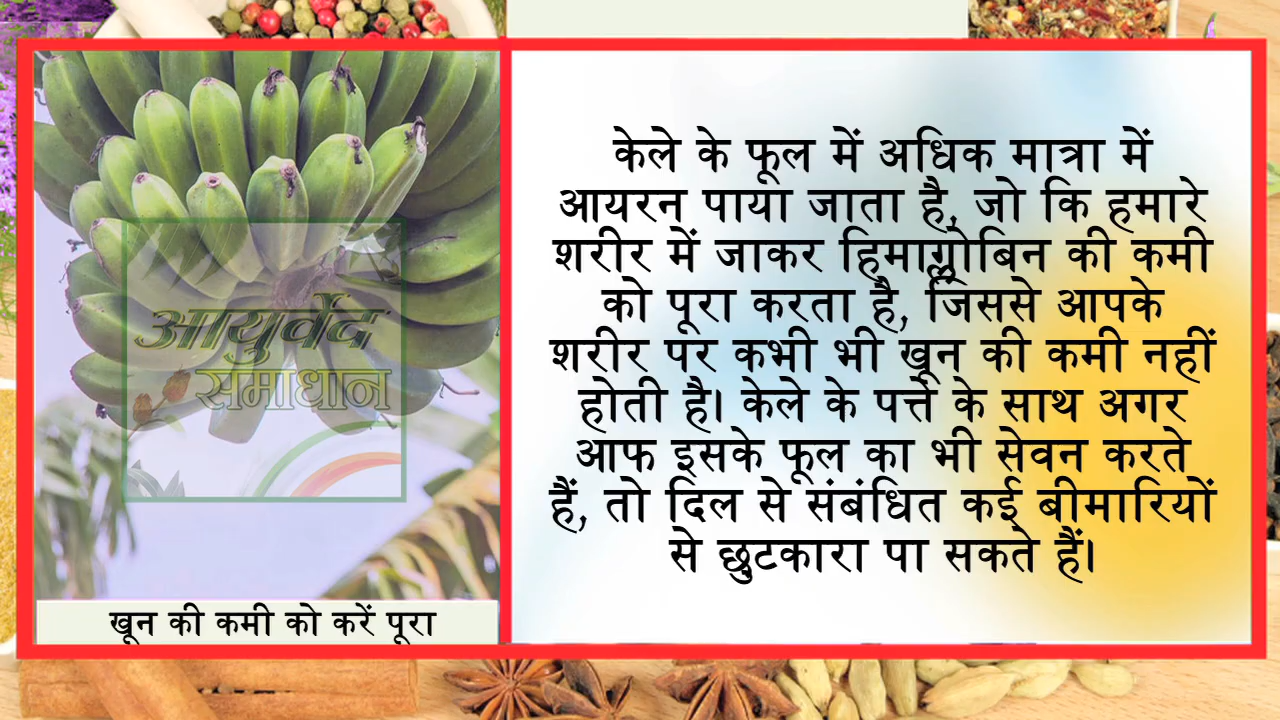 आयुर्वेद
समाधान
खून की कमी को करें पूरा
केले के फूल में अधिक मात्रा में
आयरन पाया जाता है, जो कि हमारे
शरीर में जाकर हिमाग्लोबिन की कमी
को पूरा करता है, जिससे आपके
शरीर पर कभी भी खून की कमी नहीं
होती है। केले के पत्ते के साथ अगर
आफ इसके फूल का भी सेवन करते
हैं, तो दिल से संबंधित कई बीमारियों
से छुटकारा पा सकते हैं।